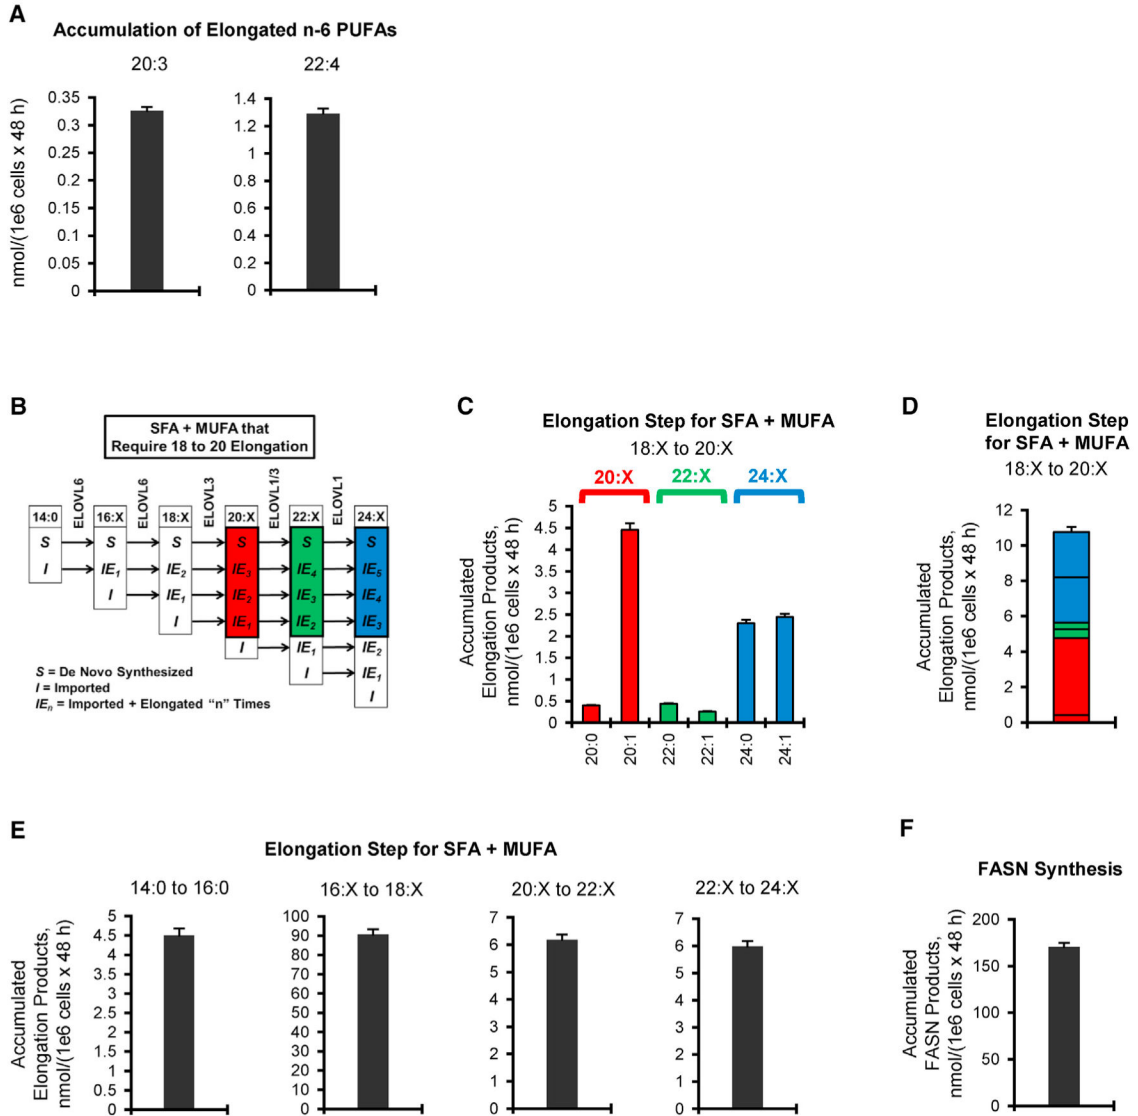 A
Accumulation of Elongated n-6 PUFAs
20:3
22:4
nmol/(1e6 cells x 48 h)
0.35
0.3
0.25
0.2
0.15
0.1
0.05
0
1.4
1.2
1
0.8
0.6
0.4
0.2
0
B
SFA + MUFA that
Require 18 to 20 Elongation
ELOVL6
ELOVL6
ELOVL3
ELOVL1/3
ELOVL1
14:0
16:X
18:X
20:X
22:X
24:X
S
S
S
S
S
S
I
IE1
IE2
IE3
IE4
IE5
I
IE1
IE2
IE3
IE4
I
IE1
IE2
IE3
I
IE1
IE2
I
IE1
I
S = De Novo Synthesized
I = Imported
IEn = Imported + Elongated “n” Times
C
Elongation Step for SFA + MUFA
18:X to 20:X
20:X
22:X
24:X
Accumulated
Elongation Products,
nmol/(1e6 cells x 48 h)
5
4.5
4
3.5
3
2.5
2
1.5
1
0.5
0
20:0
20:1
22:0
22:1
24:0
24:1
D
Elongation Step
for SFA + MUFA
18:X to 20:X
Accumulated
Elongation Products,
nmol/(1e6 cells x 48 h)
12
10
8
6
4
2
0
E
Elongation Step for SFA + MUFA
14:0 to 16:0
16:X to 18:X
20:X to 22:X
22:X to 24:X
Accumulated
Elongation Products,
nmol/(1e6 cells x 48 h)
5
4.5
4
3.5
3
2.5
2
1.5
1
0.5
0
100
90
80
70
60
50
40
30
20
10
0
7
6
5
4
3
2
1
0
7
6
5
4
3
2
1
0
F
FASN Synthesis
Accumulated
FASN Products,
nmol/(1e6 cells x 48 h)
200
150
100
50
0